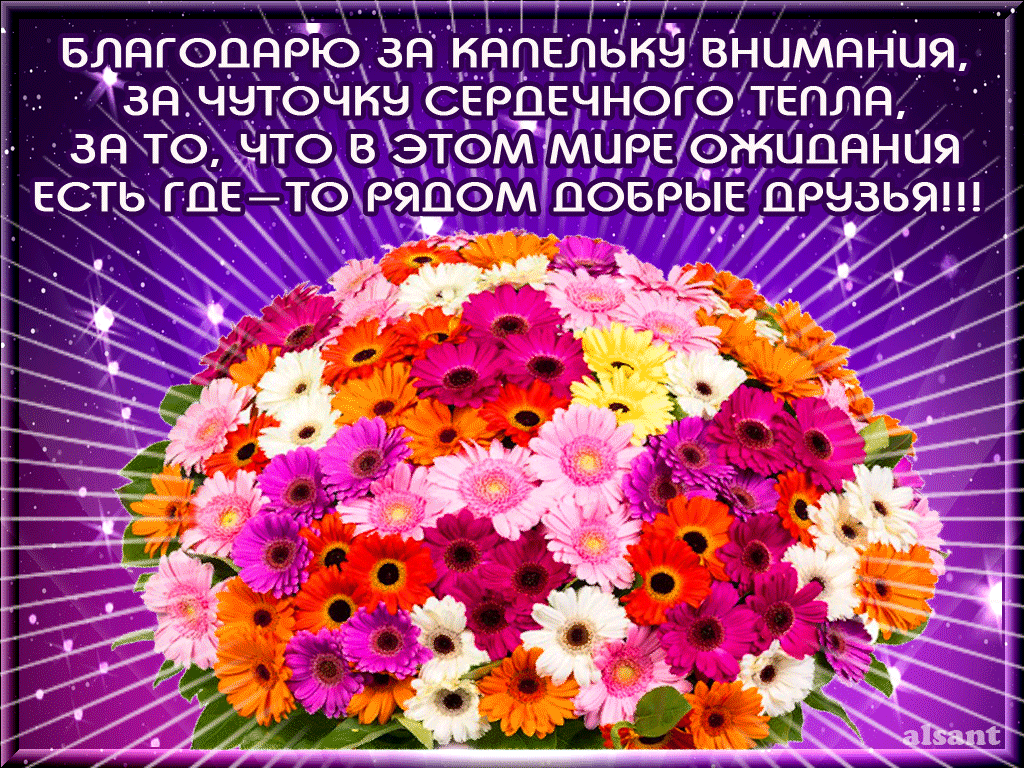 БЛАГОДАРЮ ЗА КАПЕЛЬКУ ВНИМАНИЯ,
ЗА ЧУТОЧКУ СЕРДЕЧНОГО ТЕПЛА,
ЗА ТО, ЧТО В ЭТОМ МИРЕ ОЖИДАНИЯ
ЕСТЬ ГДЕ—ТО РЯДОМ ДОБРЫЕ ДРУЗЬЯ!!!
alsant